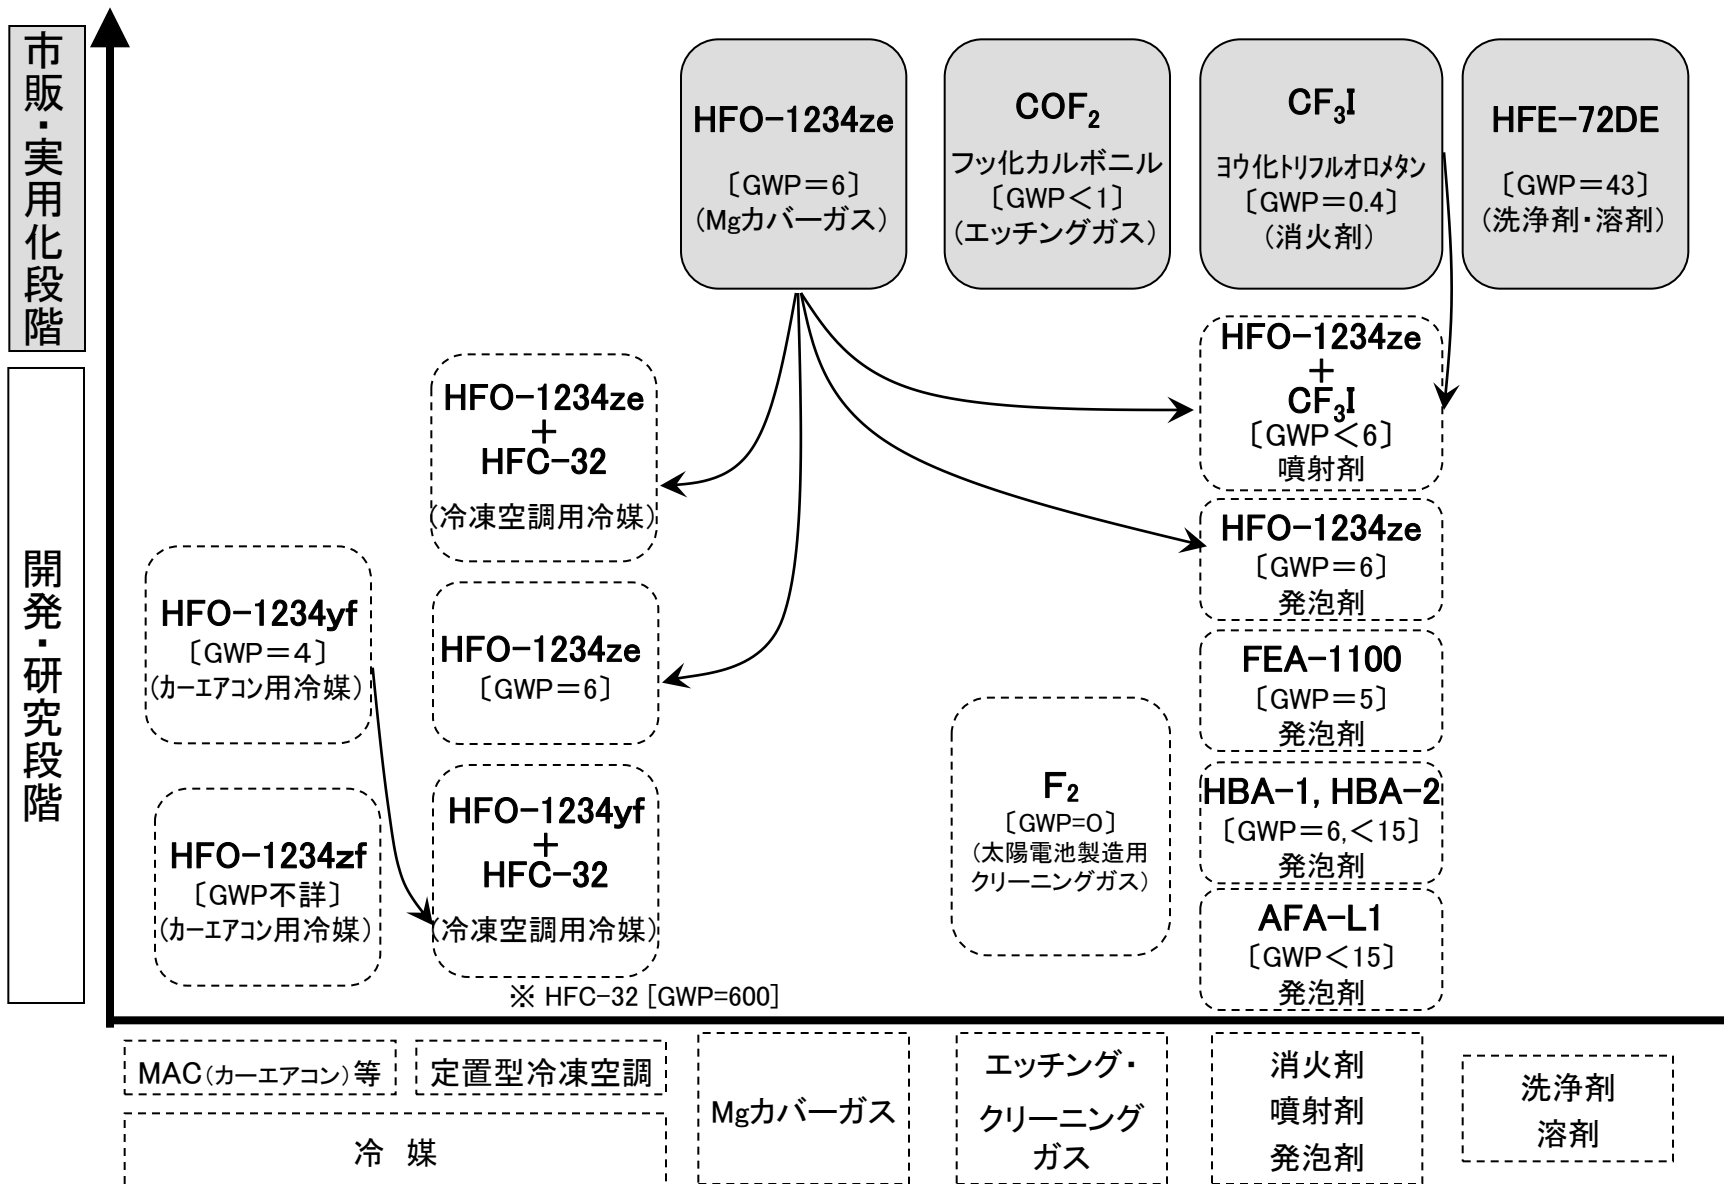 市販・実用化段階
開発・研究段階
HFO-1234ze
〔GWP=6〕
(Mgカバーガス)
COF₂
フッ化カルボニル
〔GWP<1〕
(エッチングガス)
CF₃I
ヨウ化トリフルオロメタン
〔GWP=0.4〕
(消火剤)
HFE-72DE
〔GWP=43〕
(洗浄剤・溶剤)
HFO-1234ze
+
HFC-32
(冷凍空調用冷媒)
HFO-1234ze
+
CF₃I
〔GWP<6〕
噴射剤
HFO-1234ze
〔GWP=6〕
発泡剤
HFO-1234yf
〔GWP=4〕
(カーエアコン用冷媒)
HFO-1234ze
〔GWP=6〕
FEA-1100
〔GWP=5〕
発泡剤
F₂
〔GWP=0〕
(太陽電池製造用
クリーニングガス)
HBA-1, HBA-2
〔GWP=6,<15〕
発泡剤
HFO-1234zf
〔GWP不詳〕
(カーエアコン用冷媒)
HFO-1234yf
+
HFC-32
(冷凍空調用冷媒)
AFA-L1
〔GWP<15〕
発泡剤
※ HFC-32 [GWP=600]
MAC(カーエアコン)等
定置型冷凍空調
冷 媒
Mgカバーガス
エッチング・
クリーニング
ガス
消火剤
噴射剤
発泡剤
洗浄剤
溶剤